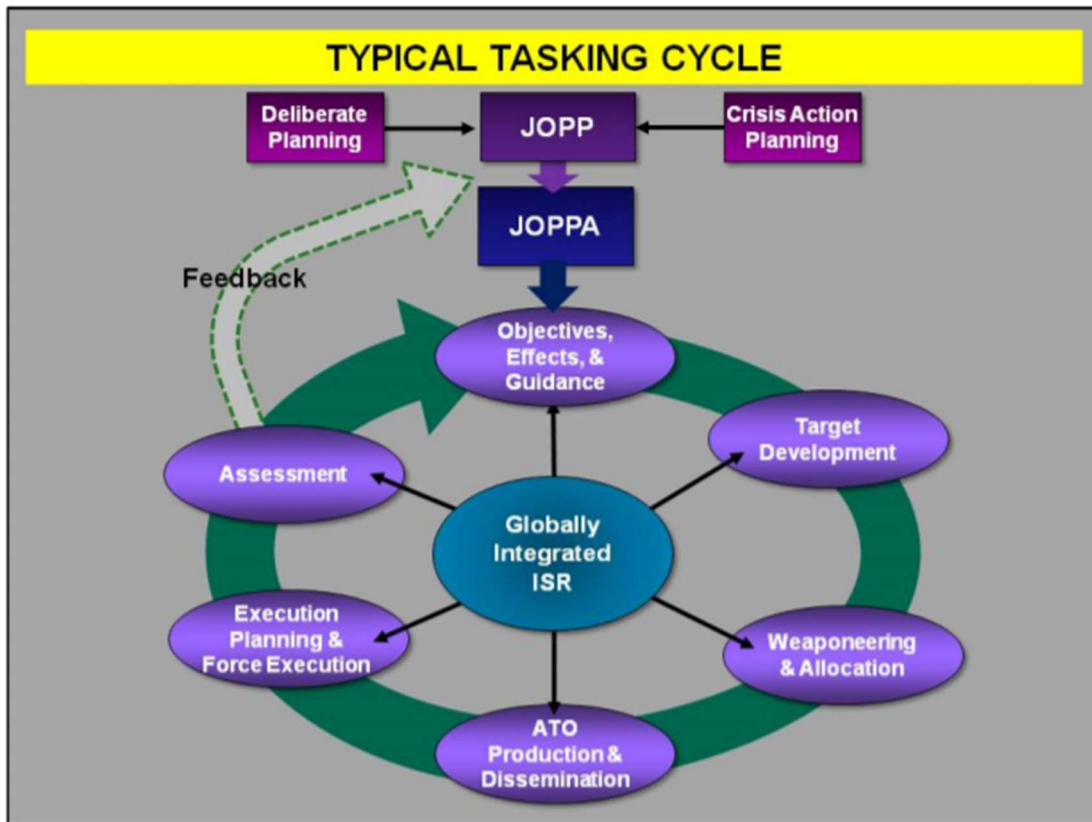 TYPICAL TASKING CYCLE
Deliberate
Planning
JOPP
Crisis Action
Planning
JOPPA
Feedback
Objectives,
Effects, &
Guidance
Target
Development
Assessment
Globally
Integrated
ISR
Execution
Planning &
Force Execution
Weaponeering
& Allocation
ATO
Production &
Dissemination